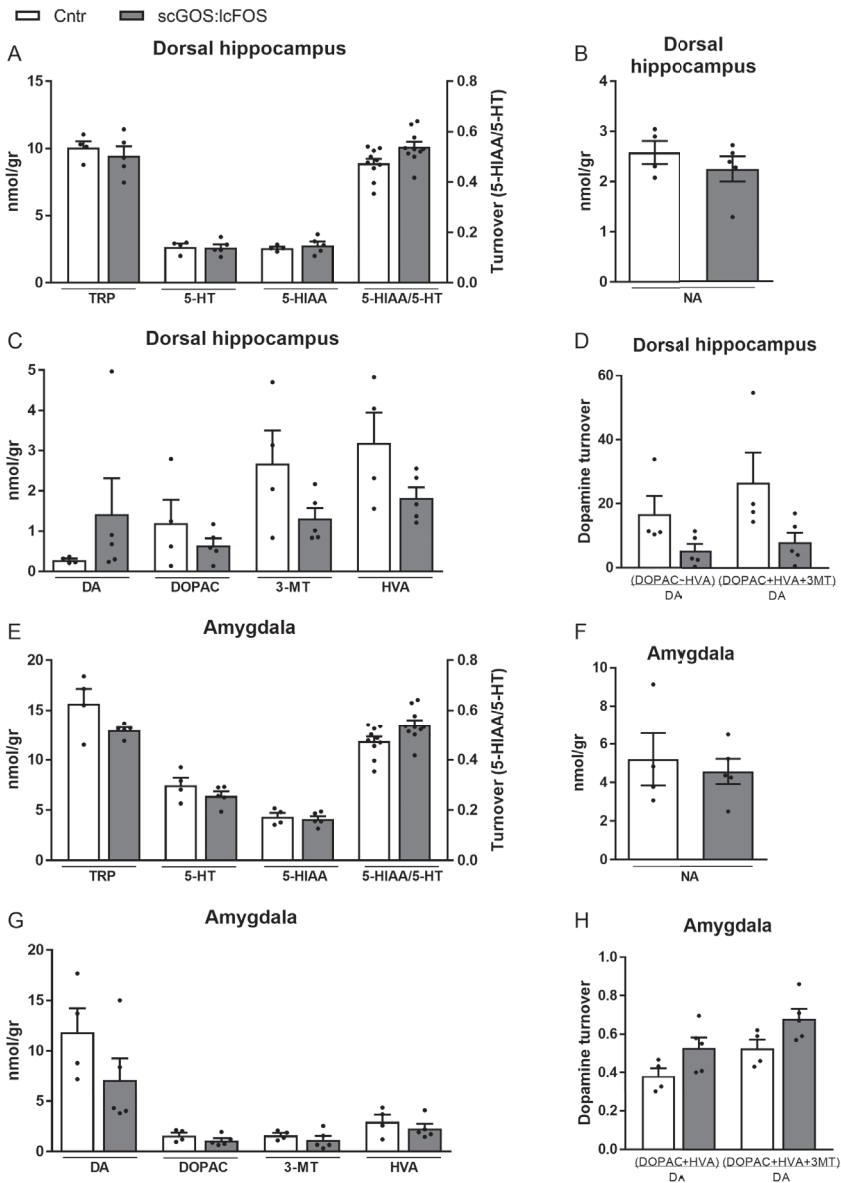 Cntr scGOS:lcFOS
A
Dorsal hippocampus
15
10
5
0
nmol/gr
0.8
0.6
0.4
0.2
0.0
Turnover (5-HIAA/5-HT)
TRP 5-HT 5-HIAA 5-HIAA/5-HT
B
Dorsal
hippocampus
4
3
2
1
0
nmol/gr
NA
C
Dorsal hippocampus
5
4
3
2
1
0
nmol/gr
DA DOPAC 3-MT HVA
D
Dorsal hippocampus
60
40
20
0
Dopamine turnover
(DOPAC~HVA) (DOPAC+HVA+3MT)
DA DA
E
Amygdala
20
15
10
5
0
nmol/gr
0.8
0.6
0.4
0.2
0.0
Turnover (5-HIAA/5-HT)
TRP 5-HT 5-HIAA 5-HIAA/5-HT
F
Amygdala
10
8
6
4
2
0
nmol/gr
NA
G
Amygdala
20
15
10
5
0
nmol/gr
DA DOPAC 3-MT HVA
H
Amygdala
1.0
0.8
0.6
0.4
0.2
0.0
Dopamine turnover
(DOPAC+HVA) (DOPAC+HVA+3MT)
DA DA